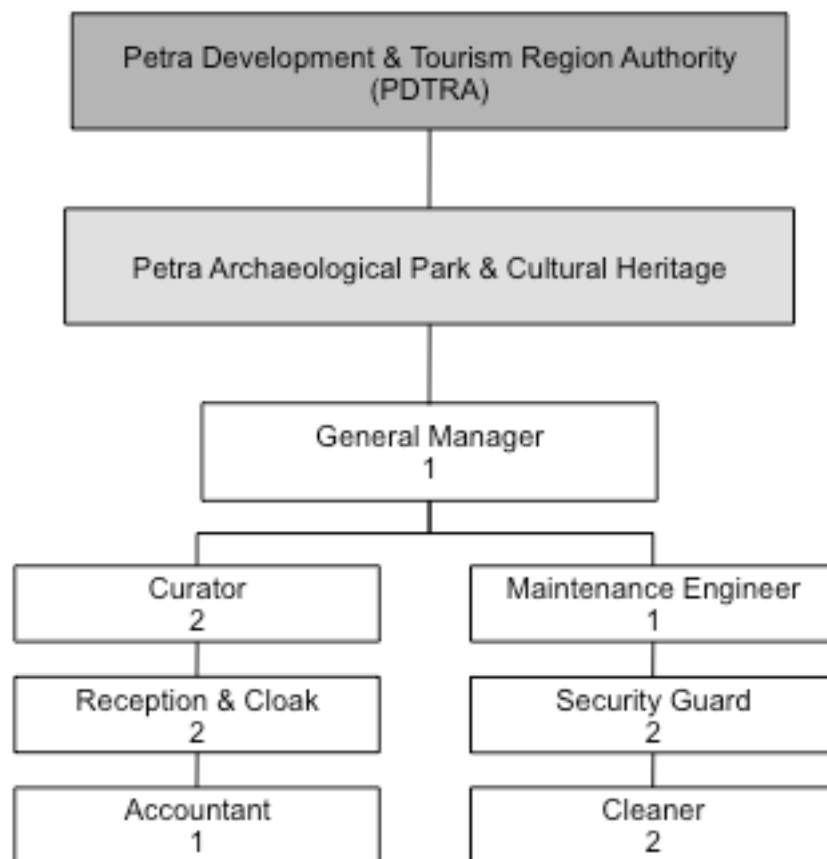 Petra Development & Tourism Region Authority
(PDTRA)
Petra Archaeological Park & Cultural Heritage
General Manager
1
Curator
2
Maintenance Engineer
1
Reception & Cloak
2
Security Guard
2
Accountant
1
Cleaner
2